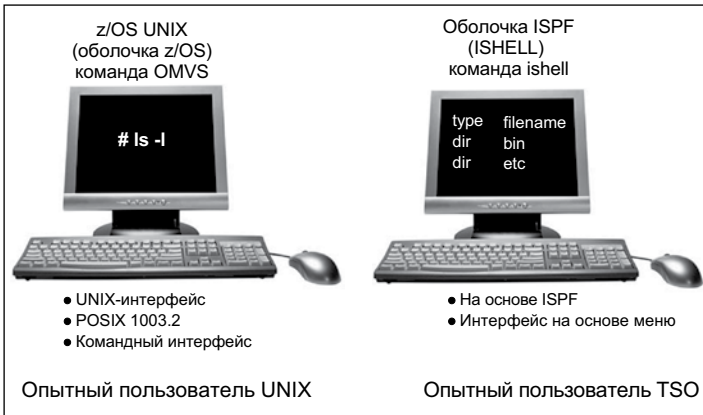 z/OS UNIX
(оболочка z/OS)
команда OMVS
# ls -l
• UNIX-интерфейс
• POSIX 1003.2
• Командный интерфейс
Опытный пользователь UNIX
Оболочка ISPF
(ISHELL)
команда ishell
type filename
dir bin
dir etc
• На основе ISPF
• Интерфейс на основе меню
Опытный пользователь TSO